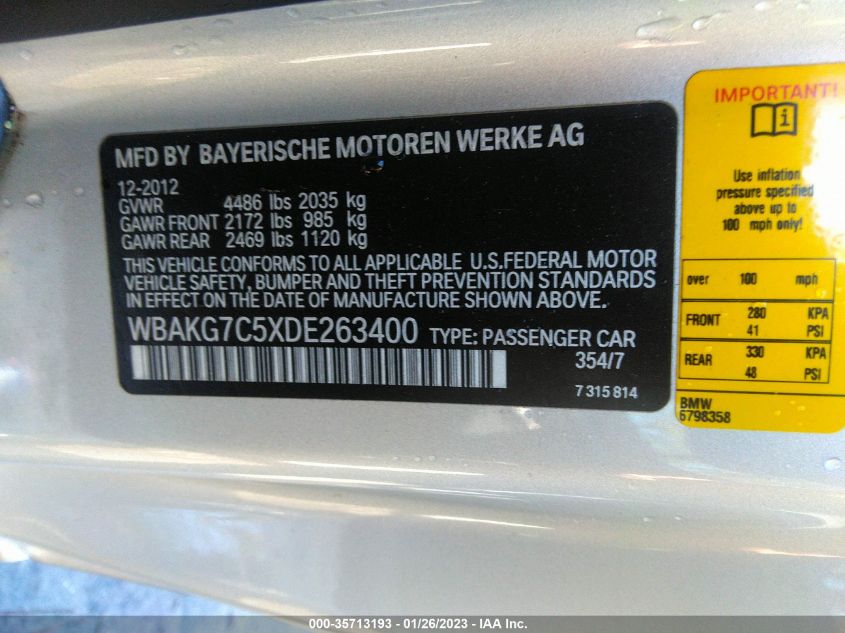 MFD BY BAYERISCHE MOTOREN WERKE AG
12-2012
GVWR 4486 lbs 2035 kg
GAWR FRONT 2172 lbs 985 kg
GAWR REAR 2469 lbs 1120 kg
THIS VEHICLE CONFORMS TO ALL APPLICABLE U.S.FEDERAL MOTOR
VEHICLE SAFETY, BUMPER AND THEFT PREVENTION STANDARDS
IN EFFECT ON THE DATE OF MANUFACTURE SHOWN ABOVE.
WBAKG7C5XDE263400 TYPE: PASSENGER CAR
354/7
7 315 814
IMPORTANT!
i
Use inflation
pressure specified
above up to
100 mph only!
over 100 mph
FRONT 280 KPA
41 PSI
REAR 330 KPA
48 PSI
BMW
6798358
000-35713193 - 01/26/2023 - IAA Inc.